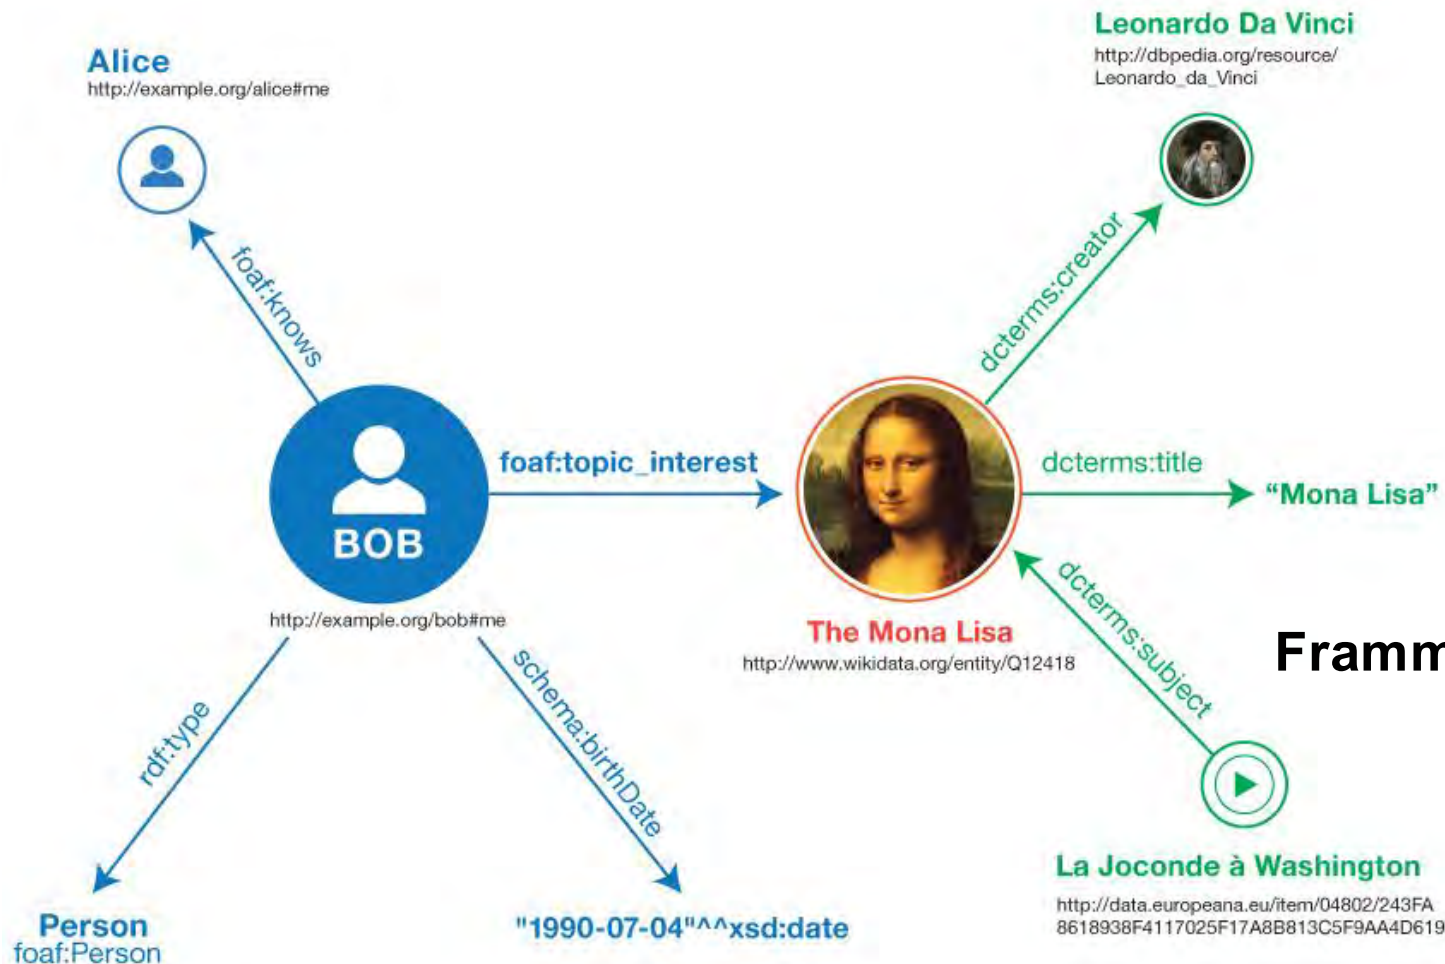 Alice
http://example.org/alice#me
Leonardo Da Vinci
http://dbpedia.org/resource/
Leonardo_da_Vinci
foaf:knows
dcterms:creator
foaf:topic_interest
dcterms:title
"Mona Lisa"
BOB
http://example.org/bob#me
The Mona Lisa
http://www.wikidata.org/entity/Q12418
dcterms:subject
rdf:type
schema:birthDate
Person
foaf:Person
"1990-07-04"^^xsd:date
La Joconde à Washington
http://data.europeana.eu/item/04802/243FA
8618938F4117025F17A8B813C5F9AA4D619